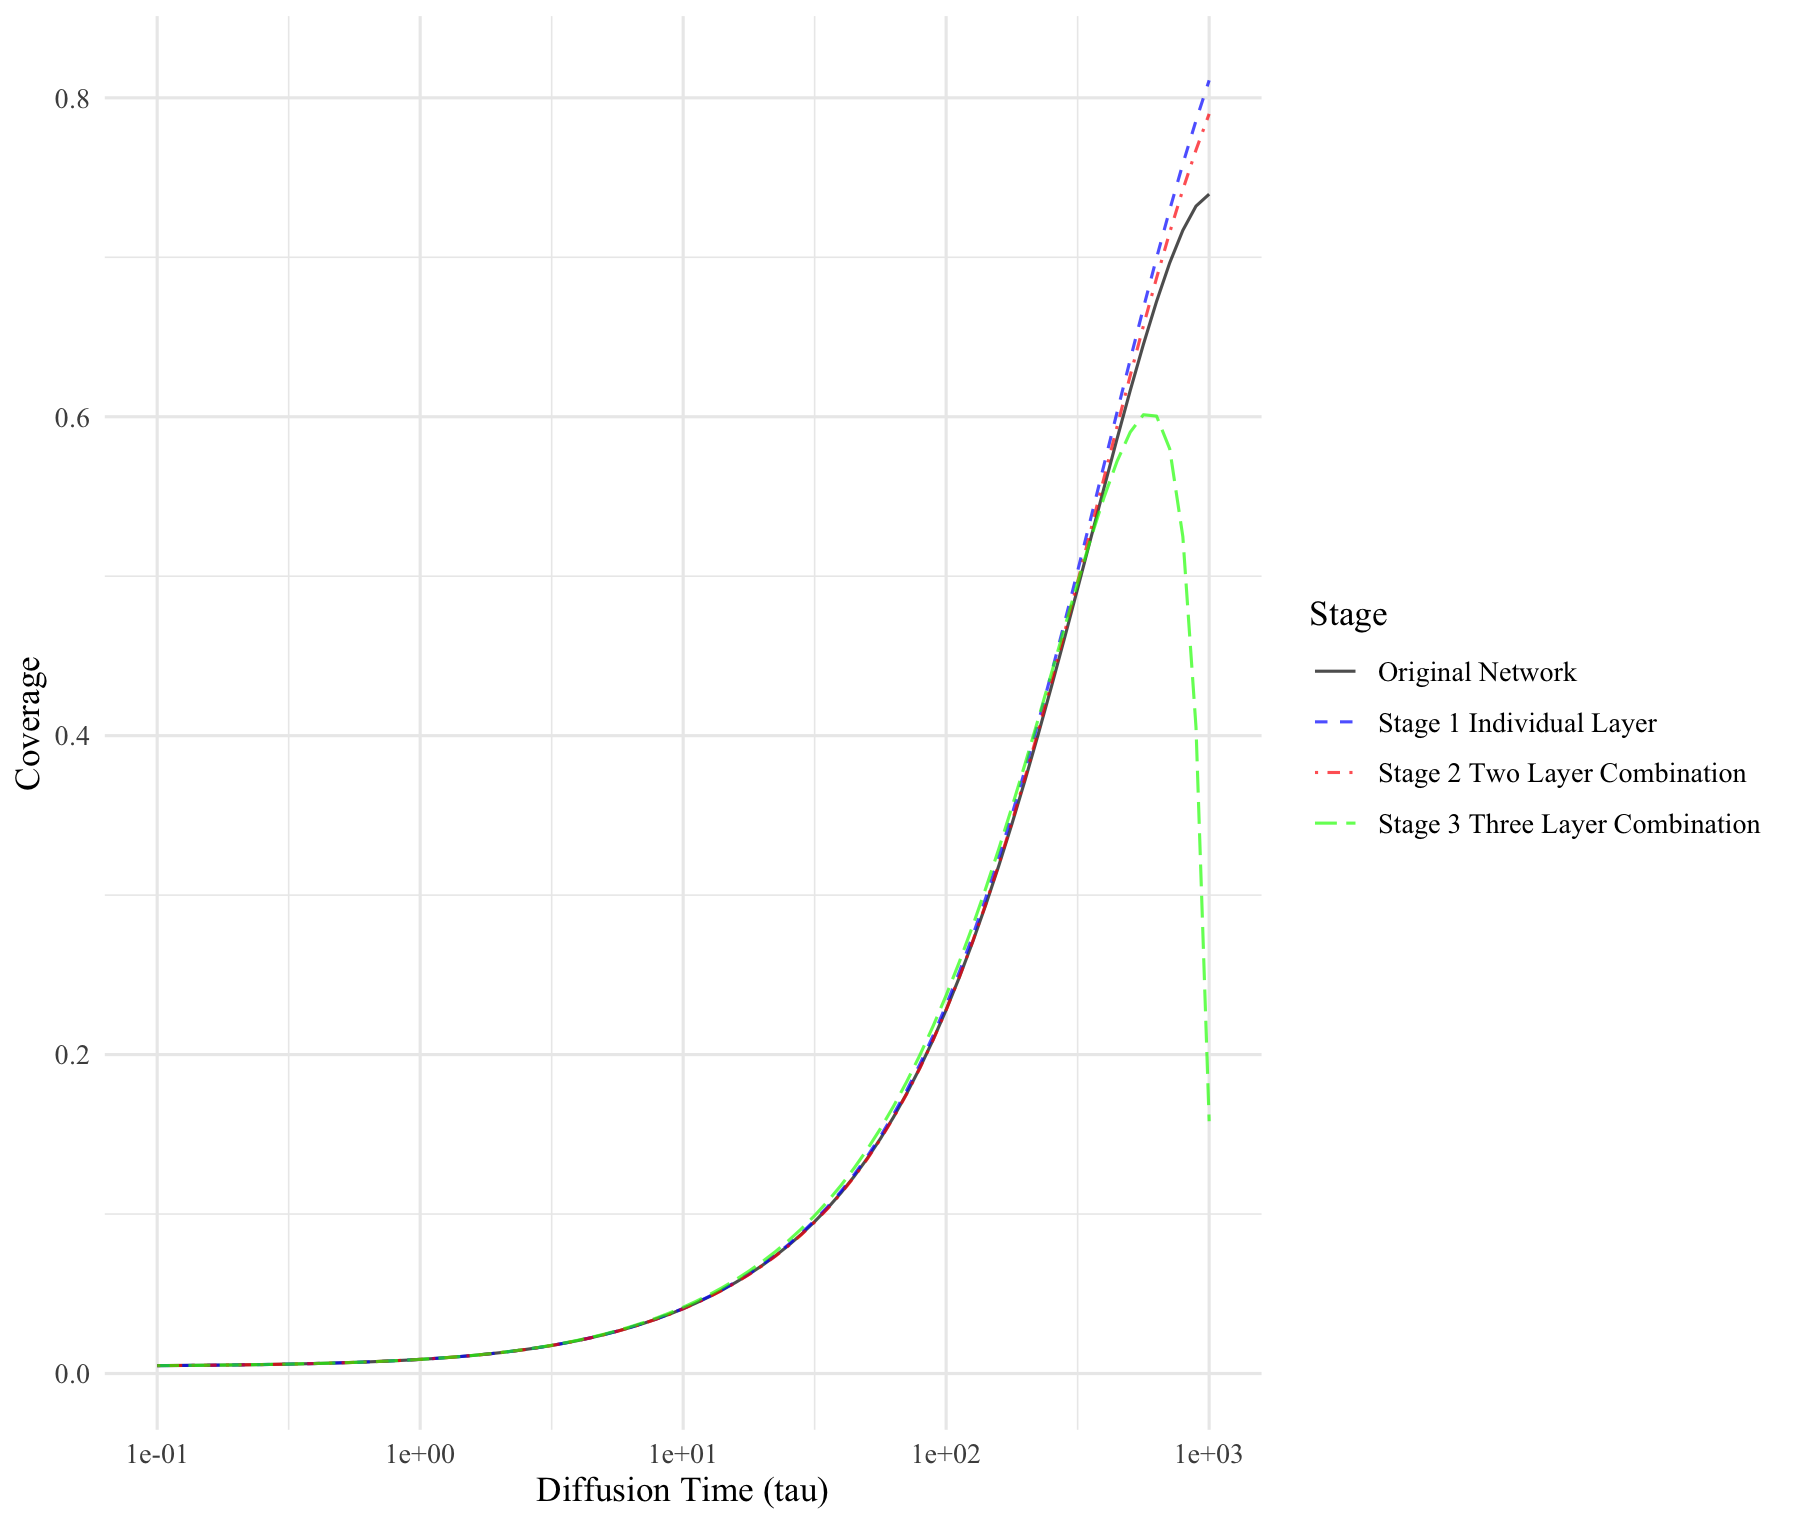 0.8
0.6
0.4
0.2
0.0
Coverage
1e-01 1e+00 1e+01 1e+02 1e+03
Diffusion Time (tau)
Stage
Original Network
Stage 1 Individual Layer
Stage 2 Two Layer Combination
Stage 3 Three Layer Combination